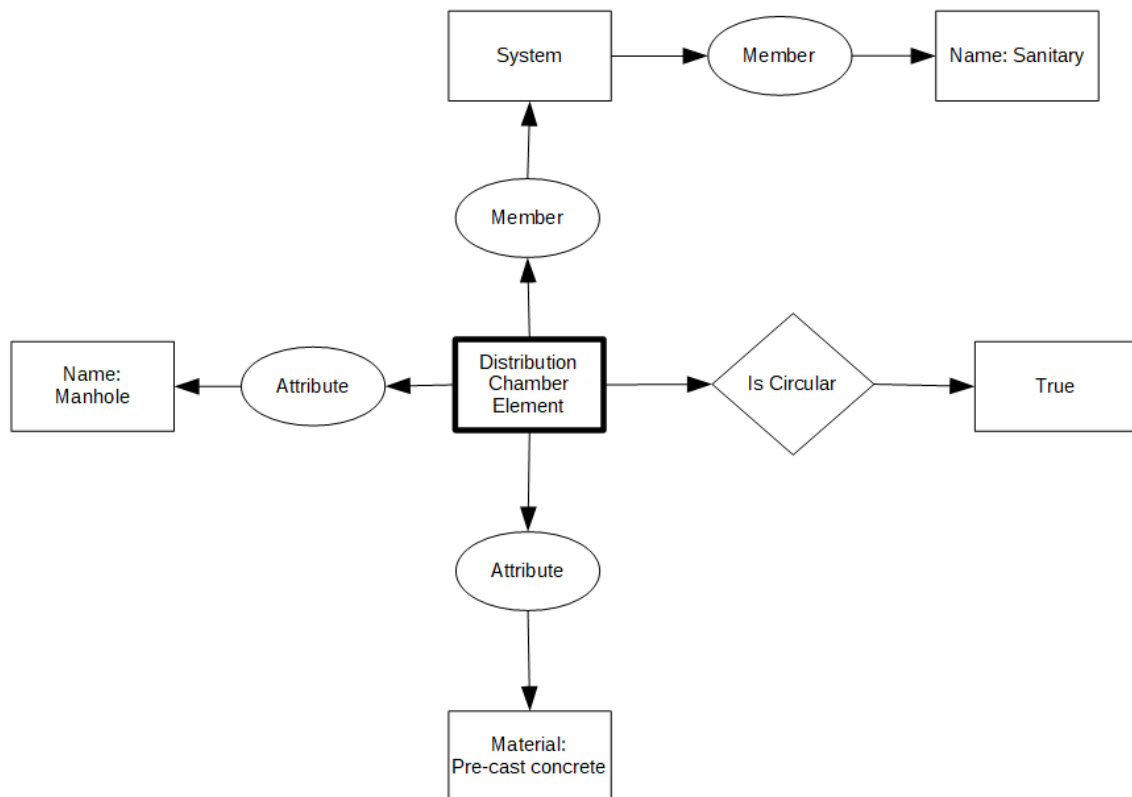 System
Member
Name: Sanitary
Member
Name:
Manhole
Attribute
Distribution
Chamber
Element
Is Circular
True
Attribute
Material:
Pre-cast concrete